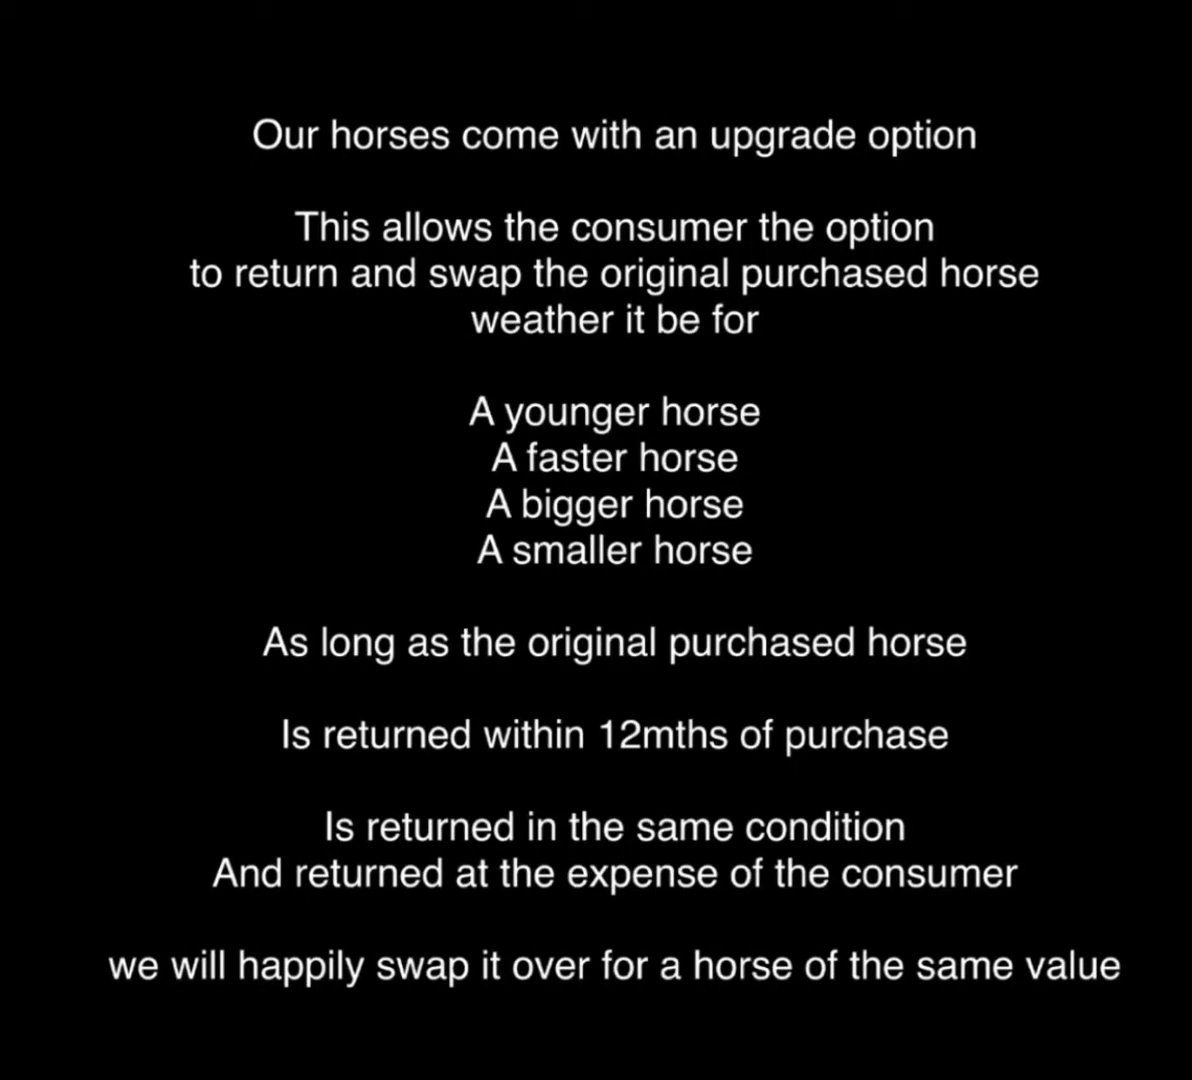 Our horses come with an upgrade option
This allows the consumer the option
to return and swap the original purchased horse
weather it be for
A younger horse
A faster horse
A bigger horse
A smaller horse
As long as the original purchased horse
Is returned within 12mths of purchase
Is returned in the same condition
And returned at the expense of the consumer
we will happily swap it over for a horse of the same value